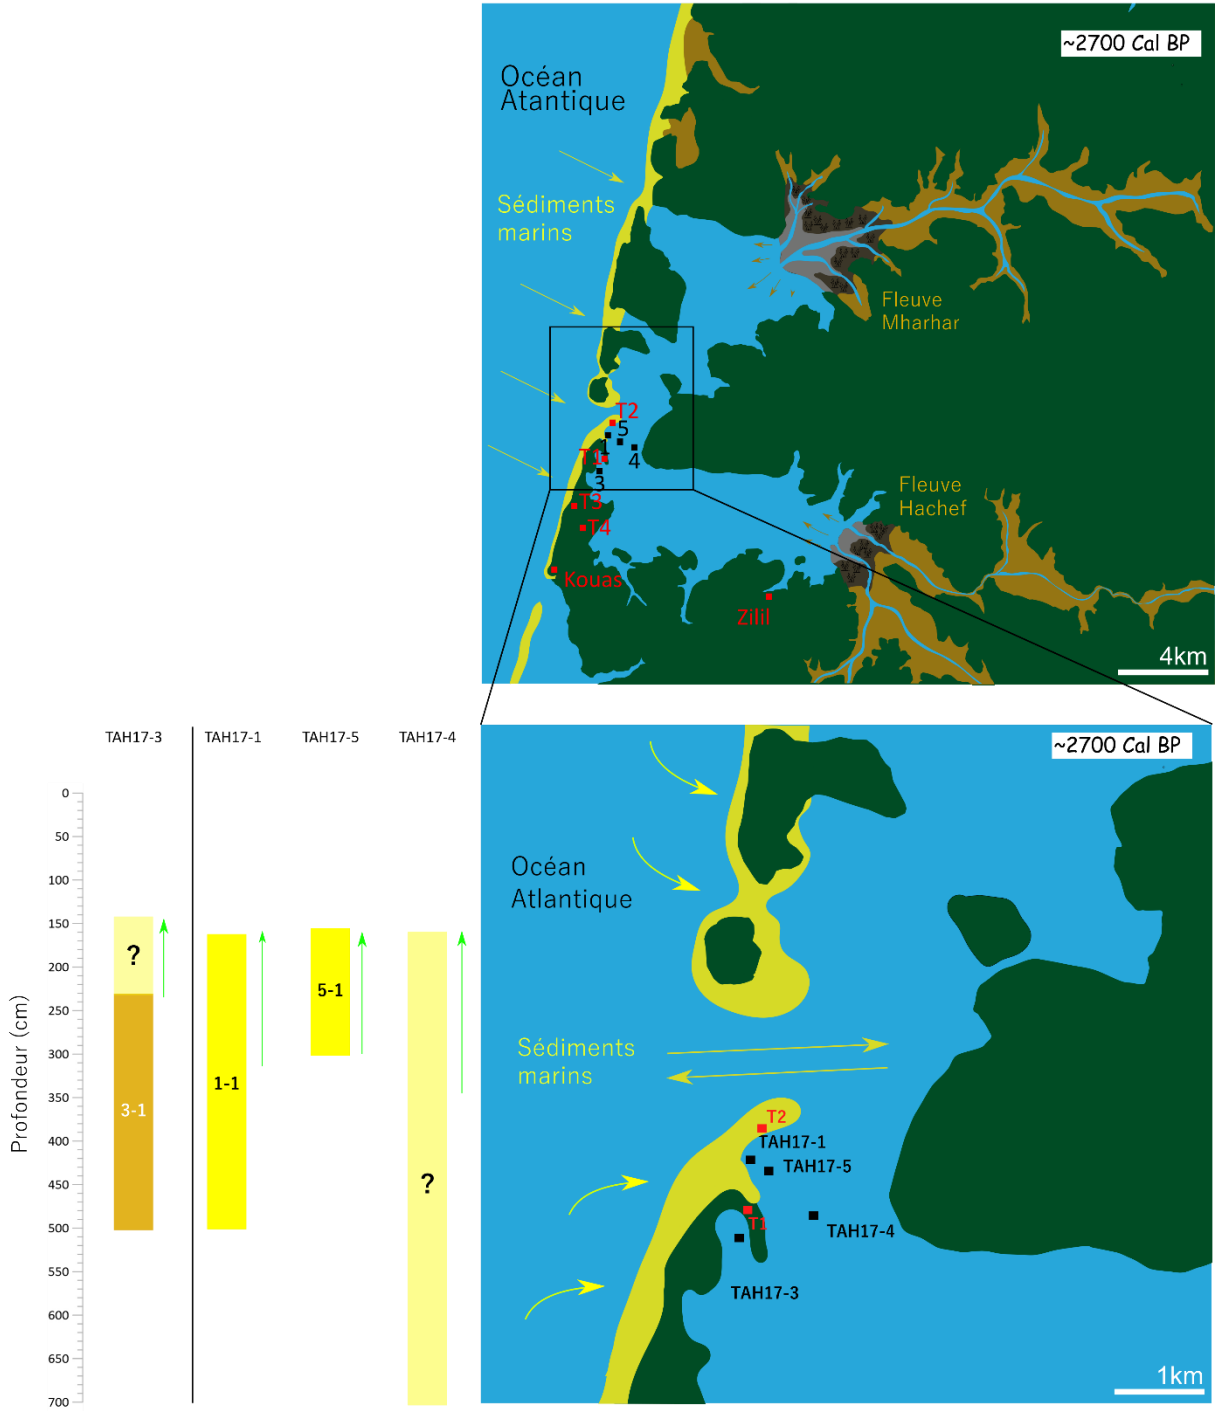 ~2700 Cal BP
Océan
Atantique
Sédiments
marins
Fleuve
Mharhar
T2
5
1
T1
4
3
Fleuve
Hachef
T3
T4
Kouas
Zilil
4km
TAH17-3
TAH17-1
TAH17-5
TAH17-4
~2700 Cal BP
Profondeur (cm)
0
50
100
150
200
250
300
350
400
450
500
550
600
650
700
?
3-1
1-1
5-1
?
Océan
Atlantique
Sédiments
marins
T2
TAH17-1
TAH17-5
T1
TAH17-4
TAH17-3
1km